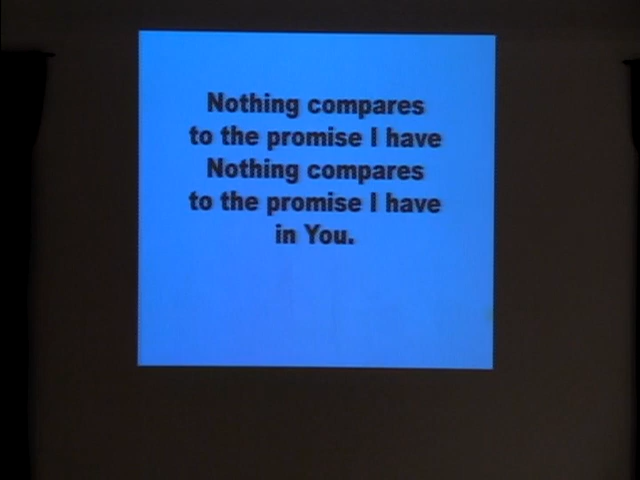 Nothing compares
to the promise I have
Nothing compares
to the promise I have
in You.